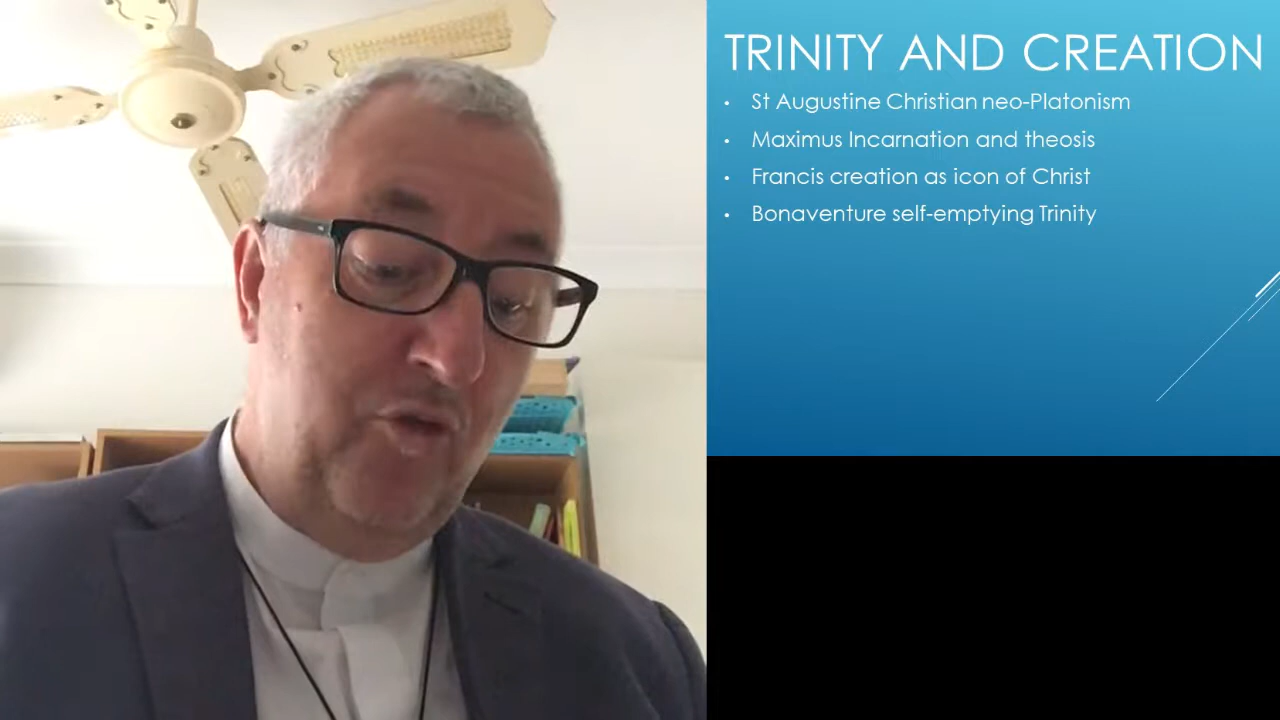 TRINITY AND CREATION
• St Augustine Christian neo-Platonism
• Maximus Incarnation and theosis
• Francis creation as icon of Christ
• Bonaventure self-emptying Trinity